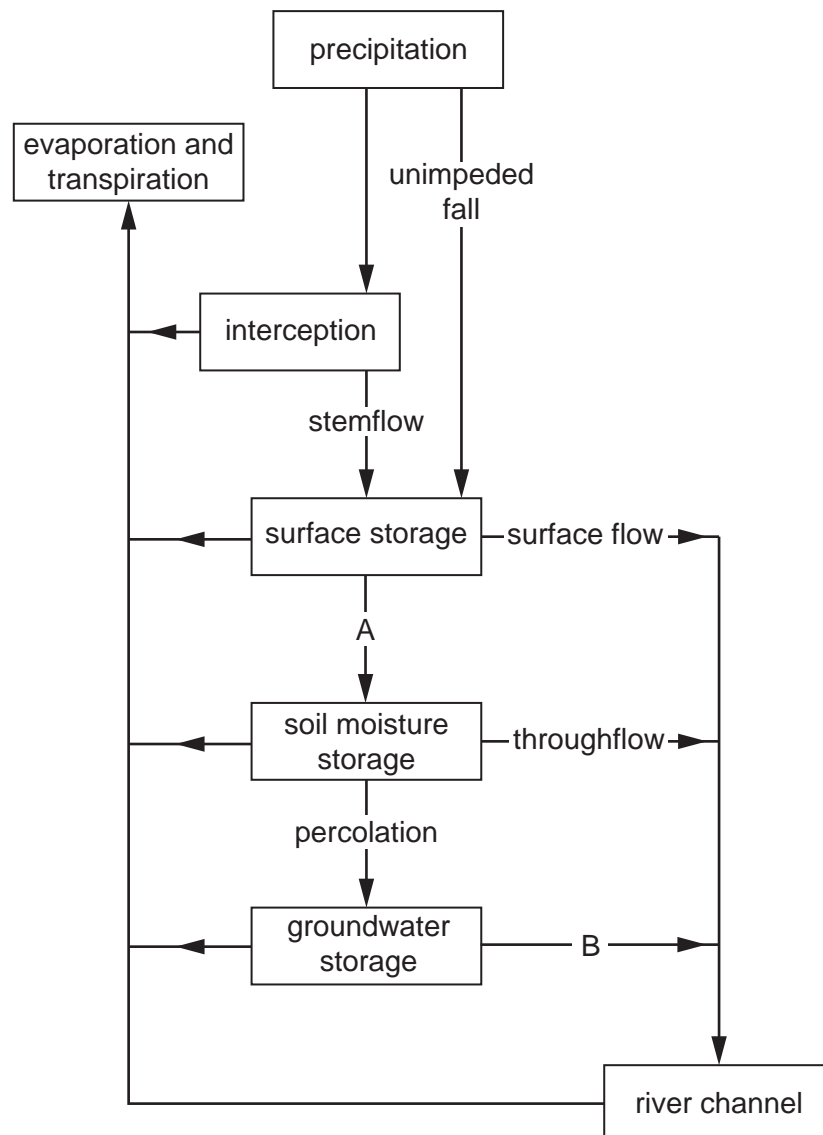 precipitation
evaporation and
transpiration
unimpeded
fall
interception
stemflow
surface storage
surface flow
A
soil moisture
storage
throughflow
percolation
groundwater
storage
B
river channel